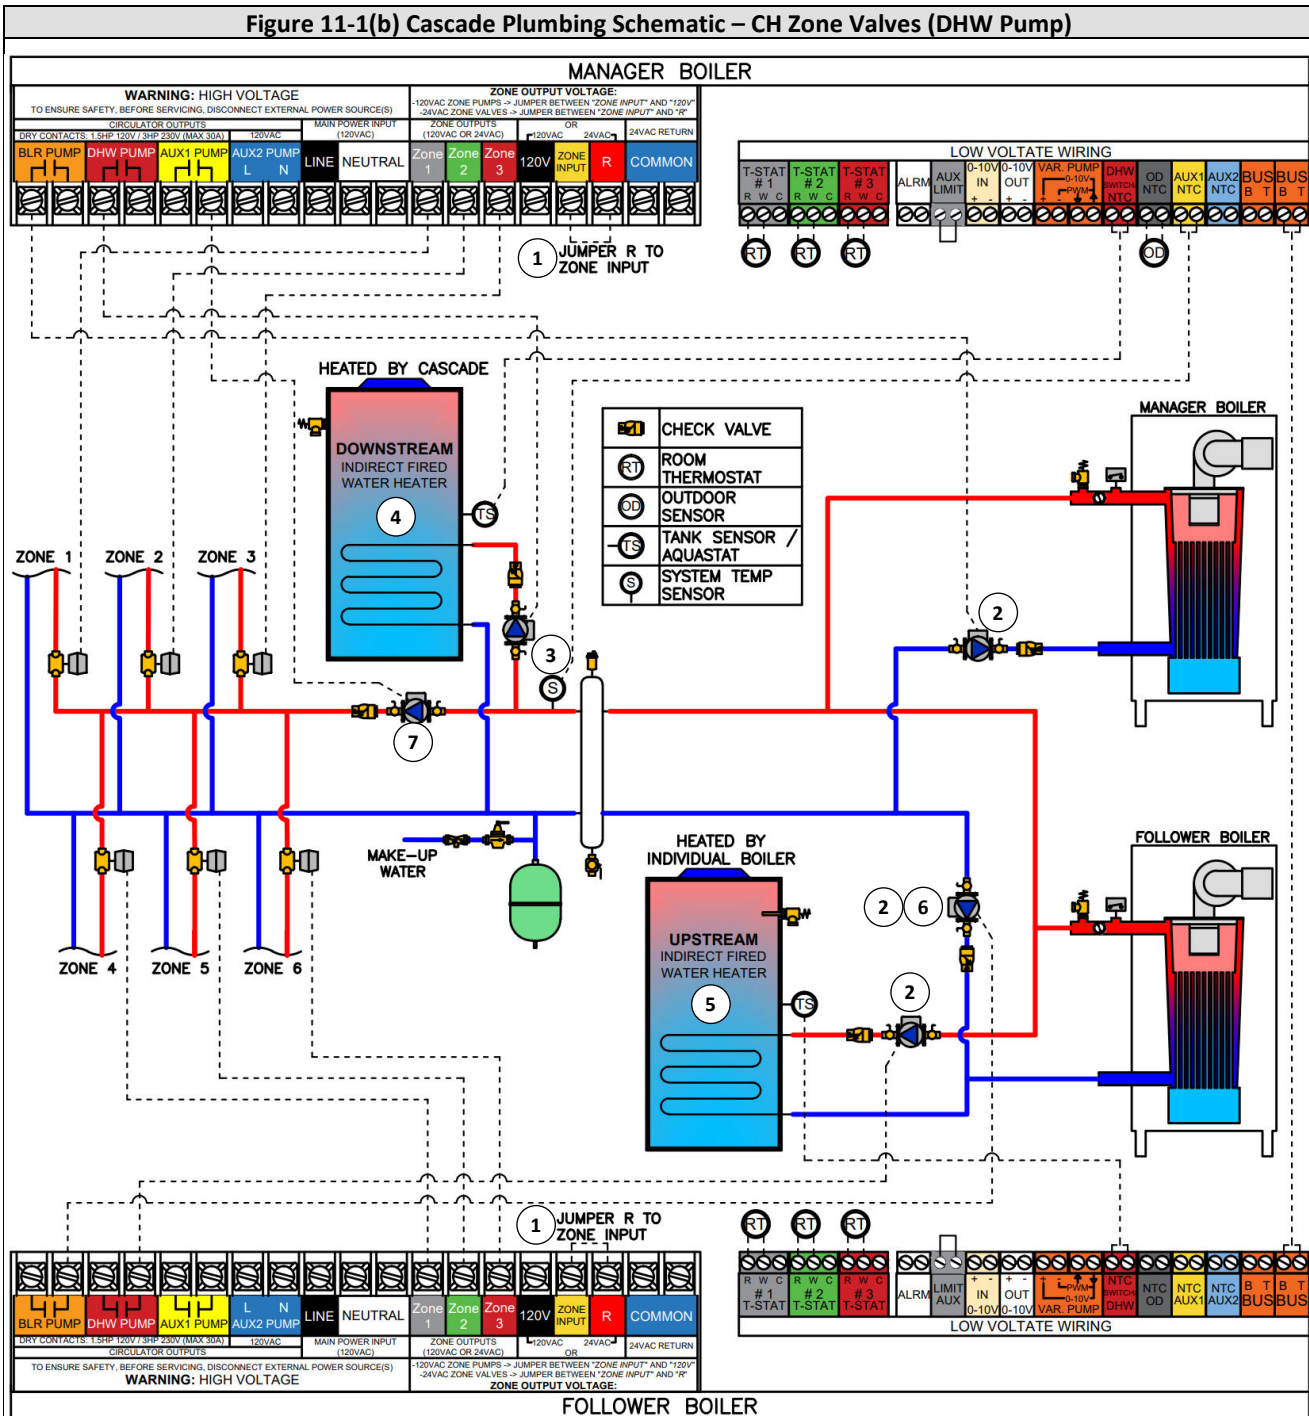 Figure 11-1(b) Cascade Plumbing Schematic – CH Zone Valves (DHW Pump)
MANAGER BOILER
WARNING: HIGH VOLTAGE
TO ENSURE SAFETY, BEFORE SERVICING, DISCONNECT EXTERNAL POWER SOURCE(S)
ZONE OUTPUT VOLTAGE:
-120VAC ZONE PUMPS -> JUMPER BETWEEN "ZONE INPUT" AND "120V"
-24VAC ZONE VALVES -> JUMPER BETWEEN "ZONE INPUT" AND "R"
CIRCULATOR OUTPUTS
DRY CONTACTS: 1.5HP 120V / 3HP 230V (MAX 30A)
120VAC
MAIN POWER INPUT
(120VAC)
ZONE OUTPUTS
(120VAC OR 24VAC)
OR
120VAC 24VAC
24VAC RETURN
BLR PUMP
DHW PUMP
AUX1 PUMP
AUX2 PUMP
L N
LINE
NEUTRAL
Zone
1
Zone
2
Zone
3
120V
ZONE
INPUT
R
COMMON
LOW VOLTATE WIRING
T-STAT
# 1
R W C
T-STAT
# 2
R W C
T-STAT
# 3
R W C
ALRM
AUX
LIMIT
0-10V
IN
+ -
0-10V
OUT
+ -
VAR. PUMP
0-10V
PWM
+ -
DHW
SWITCH/
NTC
OD
NTC
AUX1
NTC
AUX2
NTC
BUS
B T
BUS
B T
1
JUMPER R TO
ZONE INPUT
RT
RT
RT
OD
HEATED BY CASCADE
DOWNSTREAM
INDIRECT FIRED
WATER HEATER
4
TS
CHECK VALVE
RT
ROOM
THERMOSTAT
OD
OUTDOOR
SENSOR
TS
TANK SENSOR /
AQUASTAT
S
SYSTEM TEMP
SENSOR
MANAGER BOILER
ZONE 1
ZONE 2
ZONE 3
2
3
S
7
MAKE-UP
WATER
HEATED BY
INDIVIDUAL BOILER
FOLLOWER BOILER
UPSTREAM
INDIRECT FIRED
WATER HEATER
5
TS
2
6
2
ZONE 4
ZONE 5
ZONE 6
1
JUMPER R TO
ZONE INPUT
RT
RT
RT
BLR PUMP
DHW PUMP
AUX1 PUMP
L N
AUX2 PUMP
LINE
NEUTRAL
Zone
1
Zone
2
Zone
3
120V
ZONE
INPUT
R
COMMON
R W C
# 1
T-STAT
R W C
# 2
T-STAT
R W C
# 3
T-STAT
ALRM
LIMIT
AUX
+ -
IN
0-10V
+ -
OUT
0-10V
+ -
PWM
0-10V
VAR. PUMP
NTC
SWITCH/
DHW
NTC
OD
NTC
AUX1
NTC
AUX2
B T
BUS
B T
BUS
LOW VOLTATE WIRING
DRY CONTACTS: 1.5HP 120V / 3HP 230V (MAX 30A)
CIRCULATOR OUTPUTS
120VAC
MAIN POWER INPUT
(120VAC)
ZONE OUTPUTS
(120VAC OR 24VAC)
120VAC 24VAC
OR
24VAC RETURN
TO ENSURE SAFETY, BEFORE SERVICING, DISCONNECT EXTERNAL POWER SOURCE(S)
WARNING: HIGH VOLTAGE
-120VAC ZONE PUMPS -> JUMPER BETWEEN "ZONE INPUT" AND "120V"
-24VAC ZONE VALVES -> JUMPER BETWEEN "ZONE INPUT" AND "R"
ZONE OUTPUT VOLTAGE:
FOLLOWER BOILER